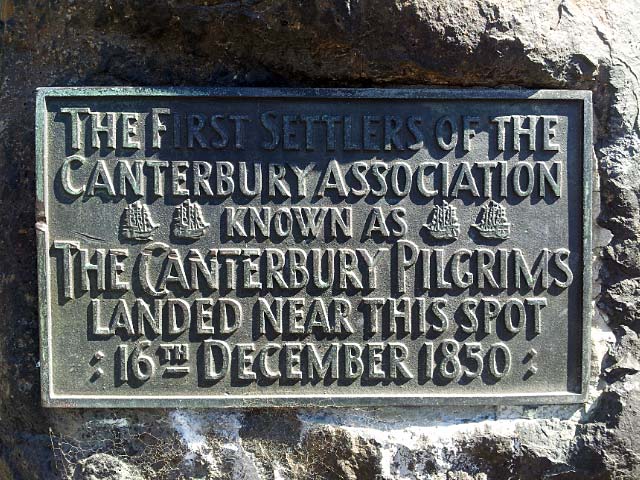 THE FIRST SETTLERS OF THE
CANTERBURY ASSOCIATION
KNOWN AS
THE CANTERBURY PILGRIMS
LANDED NEAR THIS SPOT
: 16TH DECEMBER 1850 :